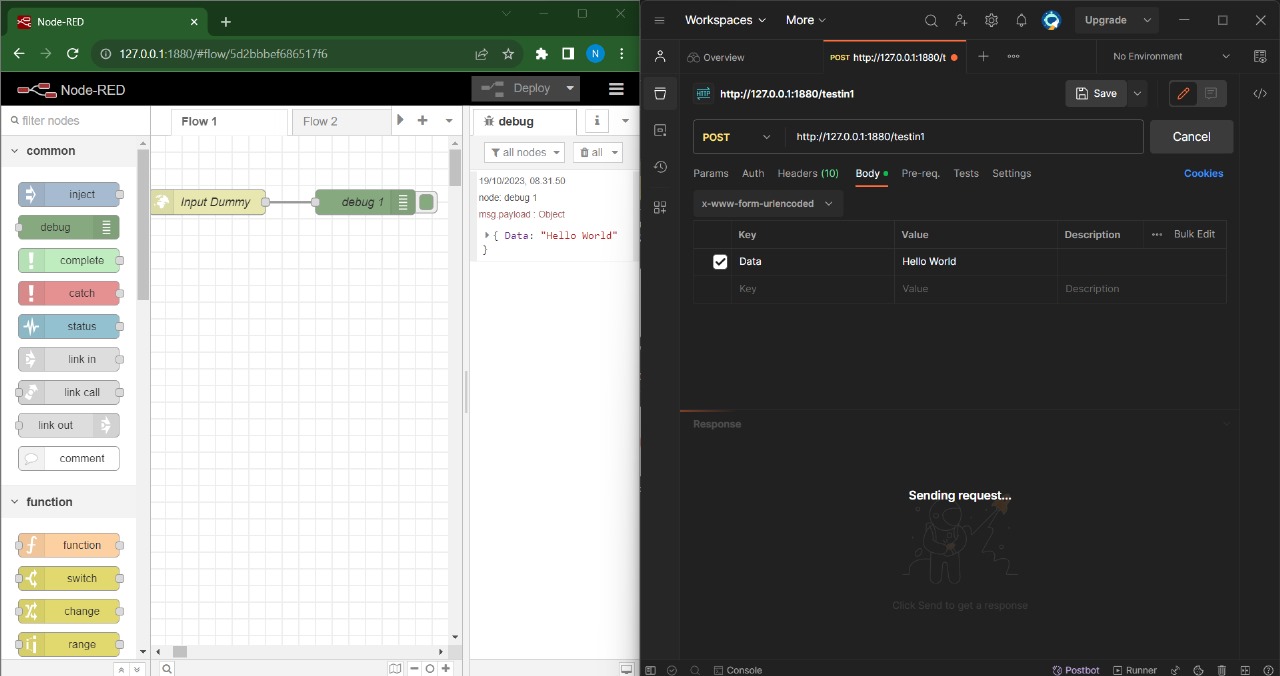 Node-RED
127.0.0.1:1880/#flow/5d2bbbef686517f6
N
Node-RED
Deploy
filter nodes
Flow 1
Flow 2
debug
i
common
all nodes
all
inject
debug
complete
catch
status
link in
link call
link out
comment
function
function
switch
change
range
Input Dummy
debug 1
19/10/2023, 08.31.50
node: debug 1
msg.payload : Object
{ Data: "Hello World"
}
Workspaces
More
Upgrade
Overview
POST http://127.0.0.1:1880/t
No Environment
HTTP
http://127.0.0.1:1880/testin1
Save
POST
http://127.0.0.1:1880/testin1
Cancel
Params Auth Headers (10) Body Pre-req. Tests Settings
Cookies
x-www-form-urlencoded
Key Value Description Bulk Edit
Data Hello World
Key Value Description
Response
Sending request...
Click Send to get a response
Console
Postbot
Runner